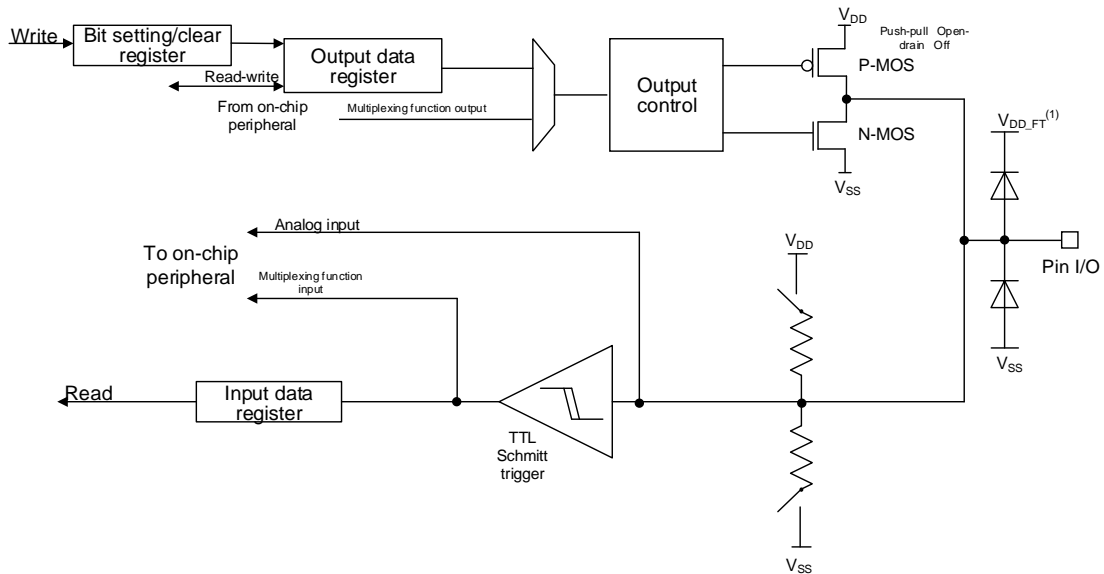 Write
Bit setting/clear
register
Output data
register
Read-write
From on-chip
peripheral
Multiplexing function output
Output
control
VDD
Push-pull Open-
drain Off
P-MOS
N-MOS
VSS
VDD_FT(1)
Pin I/O
VSS
Analog input
To on-chip
peripheral
Multiplexing function
input
VDD
Read
Input data
register
TTL
Schmitt
trigger
VSS